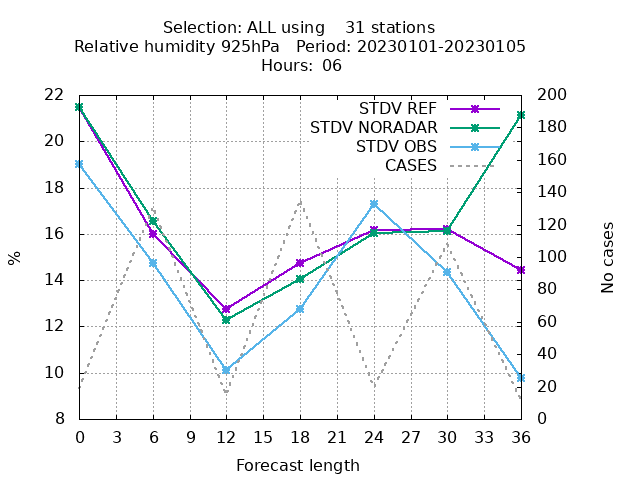 Selection: ALL using    31 stations
Relative humidity 925hPa   Period: 20230101-20230105
Hours: 06
STDV REF
STDV NORADAR
STDV OBS
CASES
%
22
20
18
16
14
12
10
8
200
180
160
140
120
100
80
60
40
20
0
No cases
0 3 6 9 12 15 18 21 24 27 30 33 36
Forecast length